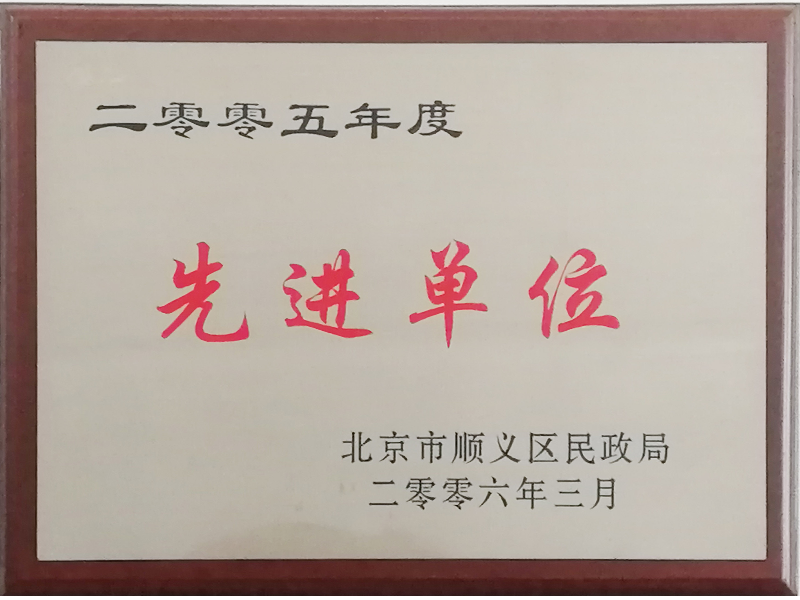 二零零五年度
先进单位
北京市顺义区民政局
二零零六年三月